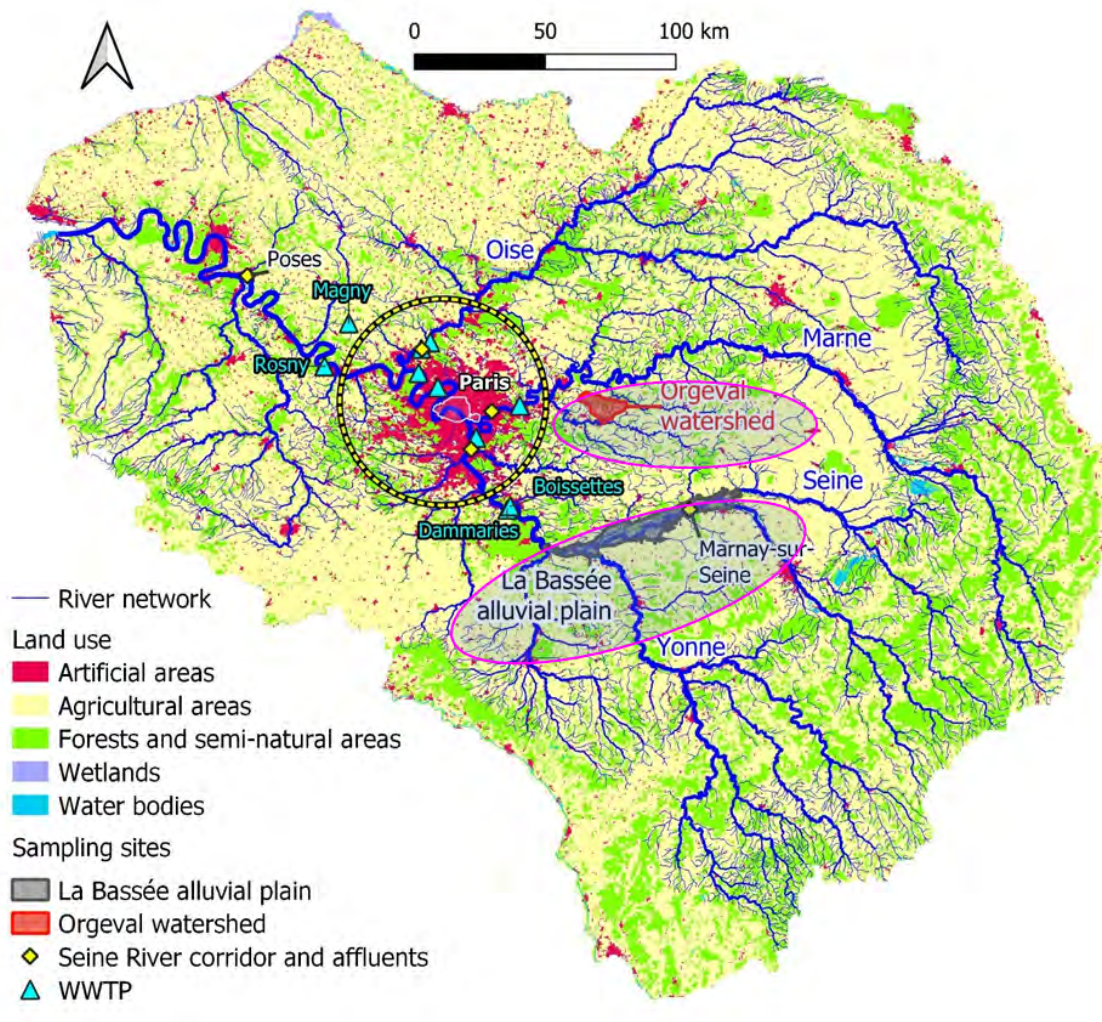 0 50 100 km
Oise
Poses
Magny
Marne
Rosny
Paris
Orgeval
watershed
Seine
Boissettes
Dammaries
Marnay-sur-
Seine
La Bassée
alluvial plain
Yonne
River network
Land use
Artificial areas
Agricultural areas
Forests and semi-natural areas
Wetlands
Water bodies
Sampling sites
La Bassée alluvial plain
Orgeval watershed
Seine River corridor and affluents
WWTP